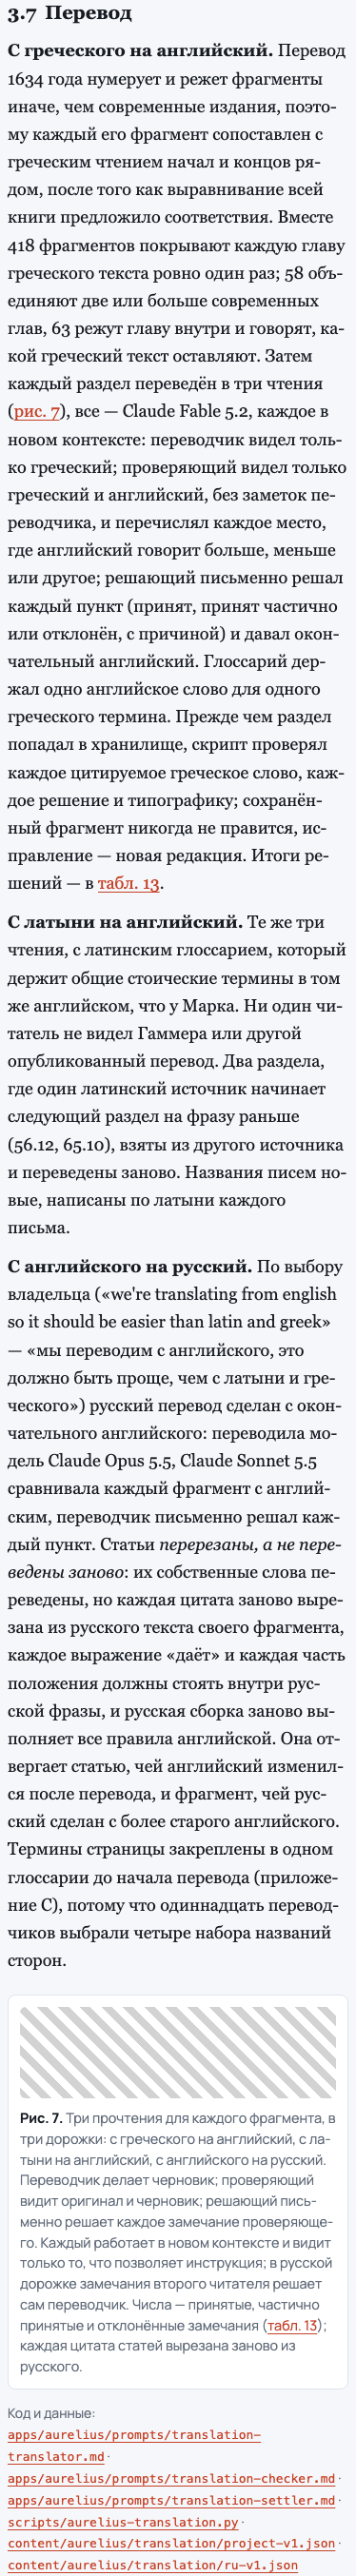 3.7 Перевод
С греческого на английский. Перевод
1634 года нумерует и режет фрагменты
иначе, чем современные издания, поэто-
му каждый его фрагмент сопоставлен с
греческим чтением начал и концов ря-
дом, после того как выравнивание всей
книги предложило соответствия. Вместе
418 фрагментов покрывают каждую главу
греческого текста ровно один раз; 58 объ-
единяют две или больше современных
глав, 63 режут главу внутри и говорят, ка-
кой греческий текст оставляют. Затем
каждый раздел переведён в три чтения
(рис. 7), все — Claude Fable 5.2, каждое в
новом контексте: переводчик видел толь-
ко греческий; проверяющий видел только
греческий и английский, без заметок пе-
реводчика, и перечислял каждое место,
где английский говорит больше, меньше
или другое; решающий письменно решал
каждый пункт (принят, принят частично
или отклонён, с причиной) и давал окон-
чательный английский. Глоссарий дер-
жал одно английское слово для одного
греческого термина. Прежде чем раздел
попадал в хранилище, скрипт проверял
каждое цитируемое греческое слово, каж-
дое решение и типографику; сохранён-
ный фрагмент никогда не правится, ис-
правление — новая редакция. Итоги ре-
шений — в табл. 13.
С латыни на английский. Те же три
чтения, с латинским глоссарием, который
держит общие стоические термины в том
же английском, что у Марка. Ни один чи-
татель не видел Гаммера или другой
опубликованный перевод. Два раздела,
где один латинский источник начинает
следующий раздел на фразу раньше
(56.12, 65.10), взяты из другого источника
и переведены заново. Названия писем но-
вые, написаны по латыни каждого
письма.
С английского на русский. По выбору
владельца («we're translating from english
so it should be easier than latin and greek»
— «мы переводим с английского, это
должно быть проще, чем с латыни и гре-
ческого») русский перевод сделан с окон-
чательного английского: переводила мо-
дель Claude Opus 5.5, Claude Sonnet 5.5
сравнивала каждый фрагмент с англий-
ским, переводчик письменно решал каж-
дый пункт. Статьи перерезаны, а не пере-
ведены заново: их собственные слова пе-
реведены, но каждая цитата заново выре-
зана из русского текста своего фрагмента,
каждое выражение «даёт» и каждая часть
положения должны стоять внутри рус-
ской фразы, и русская сборка заново вы-
полняет все правила английской. Она от-
вергает статью, чей английский изменил-
ся после перевода, и фрагмент, чей рус-
ский сделан с более старого английского.
Термины страницы закреплены в одном
глоссарии до начала перевода (приложе-
ние C), потому что одиннадцать перевод-
чиков выбрали четыре набора названий
сторон.
Рис. 7. Три прочтения для каждого фрагмента, в
три дорожки: с греческого на английский, с ла-
тыни на английский, с английского на русский.
Переводчик делает черновик; проверяющий
видит оригинал и черновик; решающий пись-
менно решает каждое замечание проверяюще-
го. Каждый работает в новом контексте и видит
только то, что позволяет инструкция; в русской
дорожке замечания второго читателя решает
сам переводчик. Числа — принятые, частично
принятые и отклонённые замечания (табл. 13);
каждая цитата статей вырезана заново из
русского.
Код и данные:
apps/aurelius/prompts/translation-
translator.md ·
apps/aurelius/prompts/translation-checker.md ·
apps/aurelius/prompts/translation-settler.md ·
scripts/aurelius-translation.py ·
content/aurelius/translation/project-v1.json ·
content/aurelius/translation/ru-v1.json